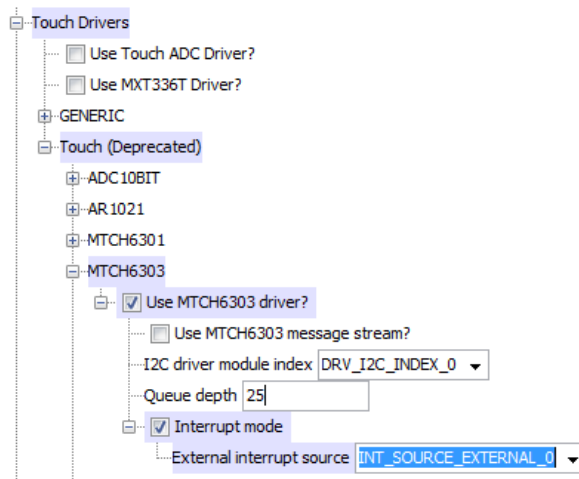 Touch Drivers
Use Touch ADC Driver?
Use MXT336T Driver?
GENERIC
Touch (Deprecated)
ADC10BIT
AR1021
MTCH6301
MTCH6303
Use MTCH6303 driver?
Use MTCH6303 message stream?
I2C driver module index DRV_I2C_INDEX_0
Queue depth 25
Interrupt mode
External interrupt source INT_SOURCE_EXTERNAL_0